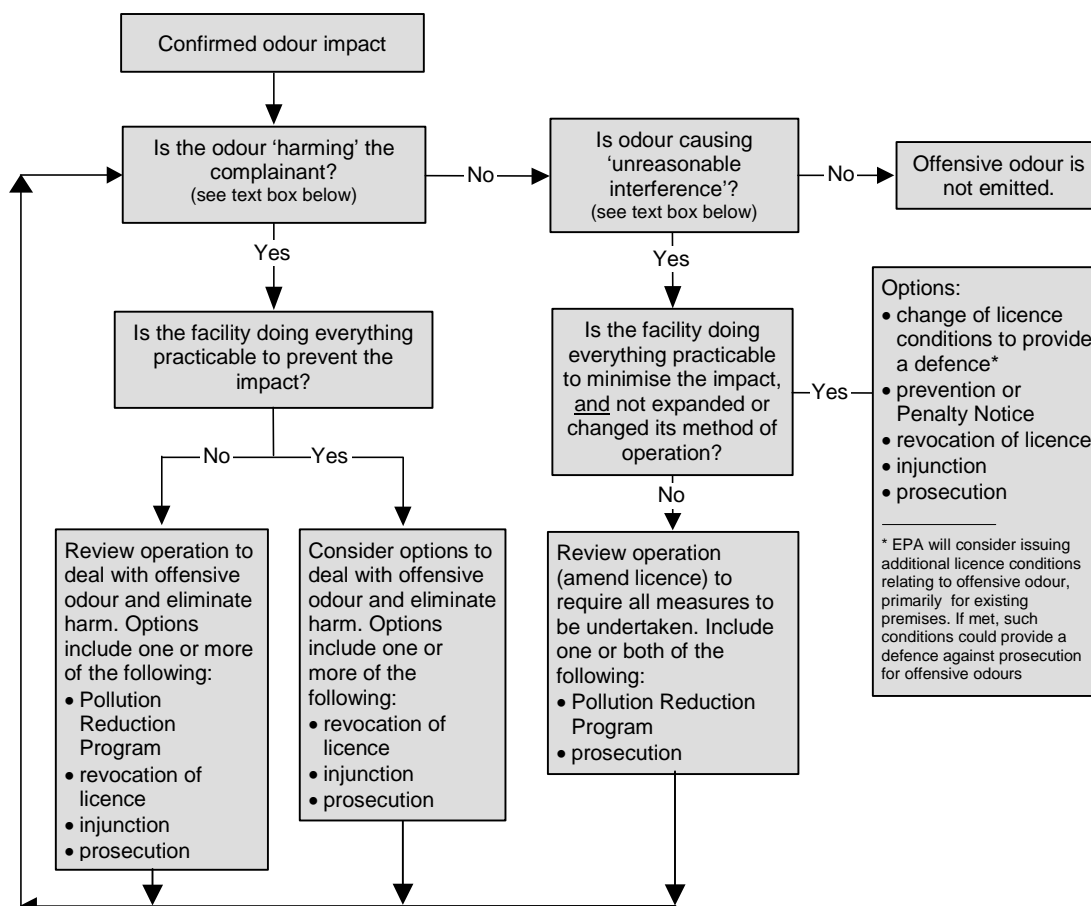 Confirmed odour impact
Is the odour ‘harming’ the
complainant?
(see text box below)
No
Is odour causing
‘unreasonable
interference’?
(see text box below)
No
Offensive odour is
not emitted.
Yes
Yes
Is the facility doing everything
practicable to prevent the
impact?
Is the facility doing
everything practicable
to minimise the impact,
and not expanded or
changed its method of
operation?
Yes
Options:
• change of licence
conditions to provide
a defence*
• prevention or
Penalty Notice
• revocation of licence
• injunction
• prosecution
* EPA will consider issuing
additional licence conditions
relating to offensive odour,
primarily for existing
premises. If met, such
conditions could provide a
defence against prosecution
for offensive odours
No
Yes
No
Review operation to
deal with offensive
odour and eliminate
harm. Options
include one or more
of the following:
• Pollution
Reduction
Program
• revocation of
licence
• injunction
• prosecution
Consider options to
deal with offensive
odour and eliminate
harm. Options
include one or
more of the
following:
• revocation of
licence
• injunction
• prosecution
Review operation
(amend licence) to
require all measures to
be undertaken. Include
one or both of the
following:
• Pollution Reduction
Program
• prosecution